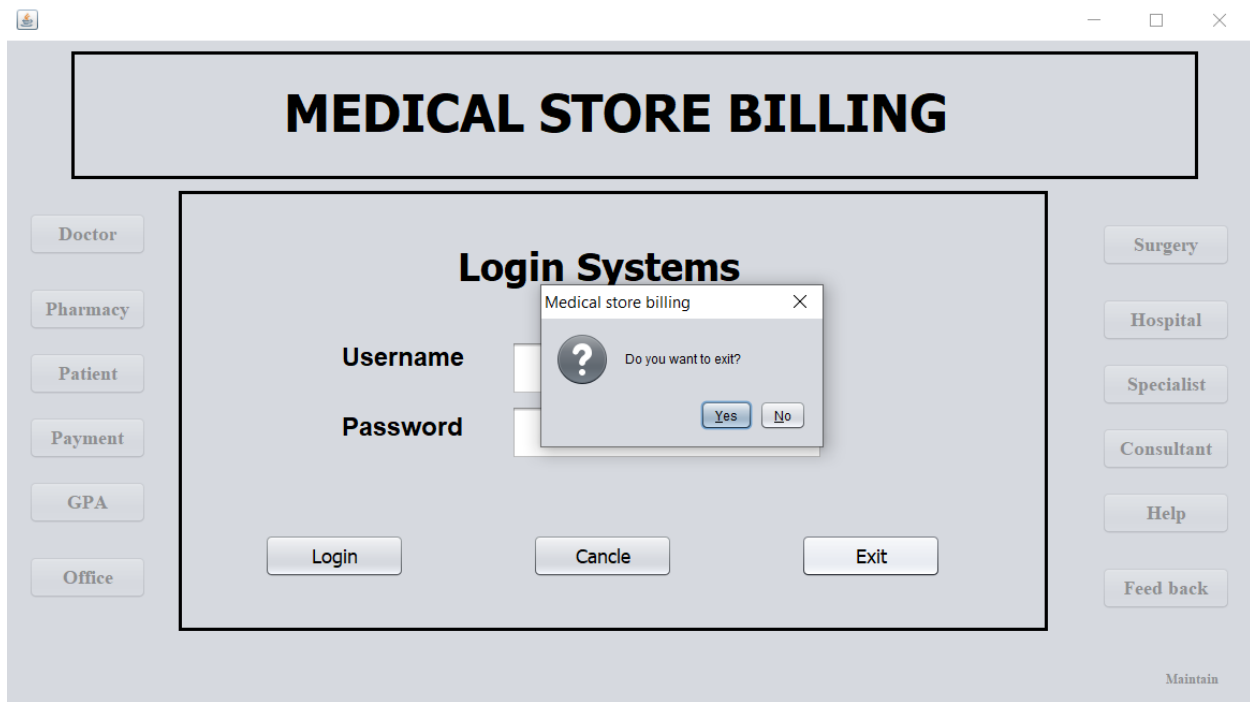 MEDICAL STORE BILLING
Doctor
Pharmacy
Patient
Payment
GPA
Office
Login Systems
Username
Password
Medical store billing
Do you want to exit?
Yes No
Login Cancle Exit
Surgery
Hospital
Specialist
Consultant
Help
Feed back
Maintain